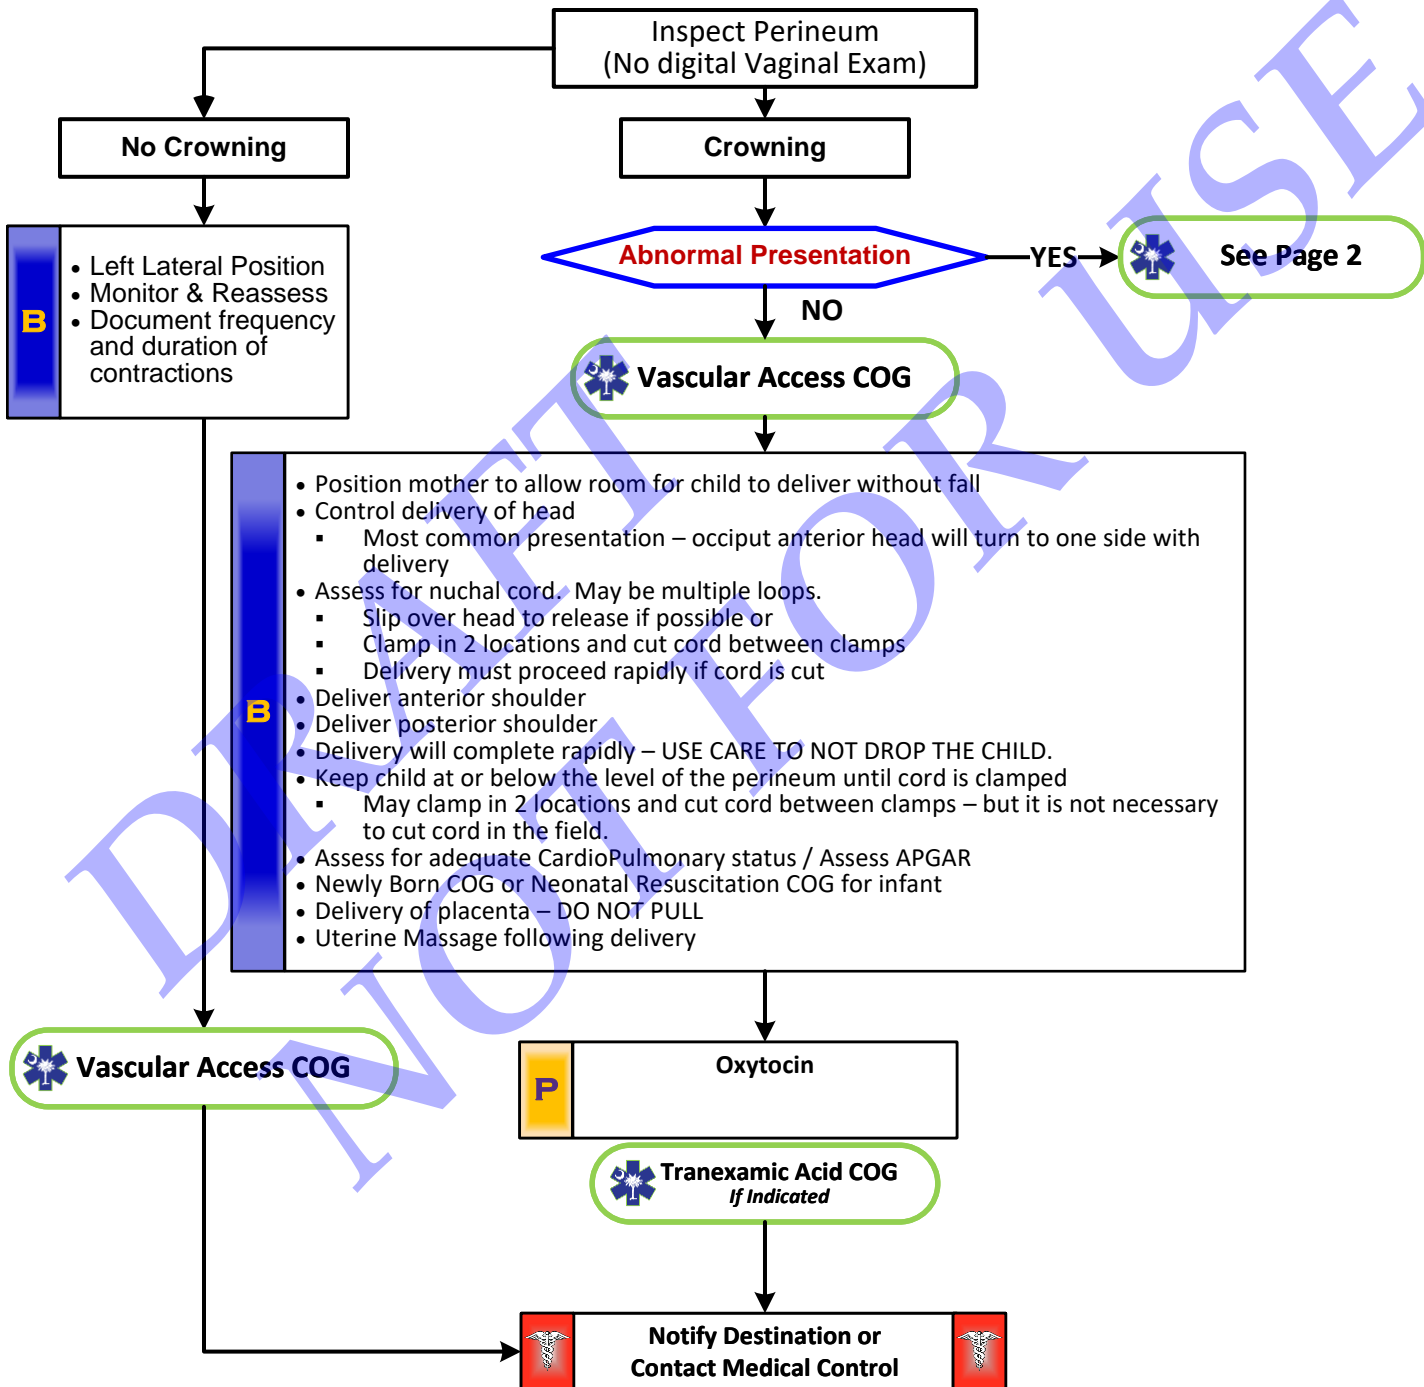 Inspect Perineum
(No digital Vaginal Exam)
No Crowning
Crowning
B
• Left Lateral Position
• Monitor & Reassess
• Document frequency
and duration of
contractions
Abnormal Presentation
YES
See Page 2
NO
Vascular Access COG
B
• Position mother to allow room for child to deliver without fall
• Control delivery of head
▪ Most common presentation – occiput anterior head will turn to one side with
delivery
• Assess for nuchal cord.  May be multiple loops.
▪ Slip over head to release if possible or
▪ Clamp in 2 locations and cut cord between clamps
▪ Delivery must proceed rapidly if cord is cut
• Deliver anterior shoulder
• Deliver posterior shoulder
• Delivery will complete rapidly – USE CARE TO NOT DROP THE CHILD.
• Keep child at or below the level of the perineum until cord is clamped
▪ May clamp in 2 locations and cut cord between clamps – but it is not necessary
to cut cord in the field.
• Assess for adequate CardioPulmonary status / Assess APGAR
• Newly Born COG or Neonatal Resuscitation COG for infant
• Delivery of placenta – DO NOT PULL
• Uterine Massage following delivery
Vascular Access COG
P
Oxytocin
Tranexamic Acid COG
If Indicated
Notify Destination or
Contact Medical Control
DRAFT
NOT FOR USE